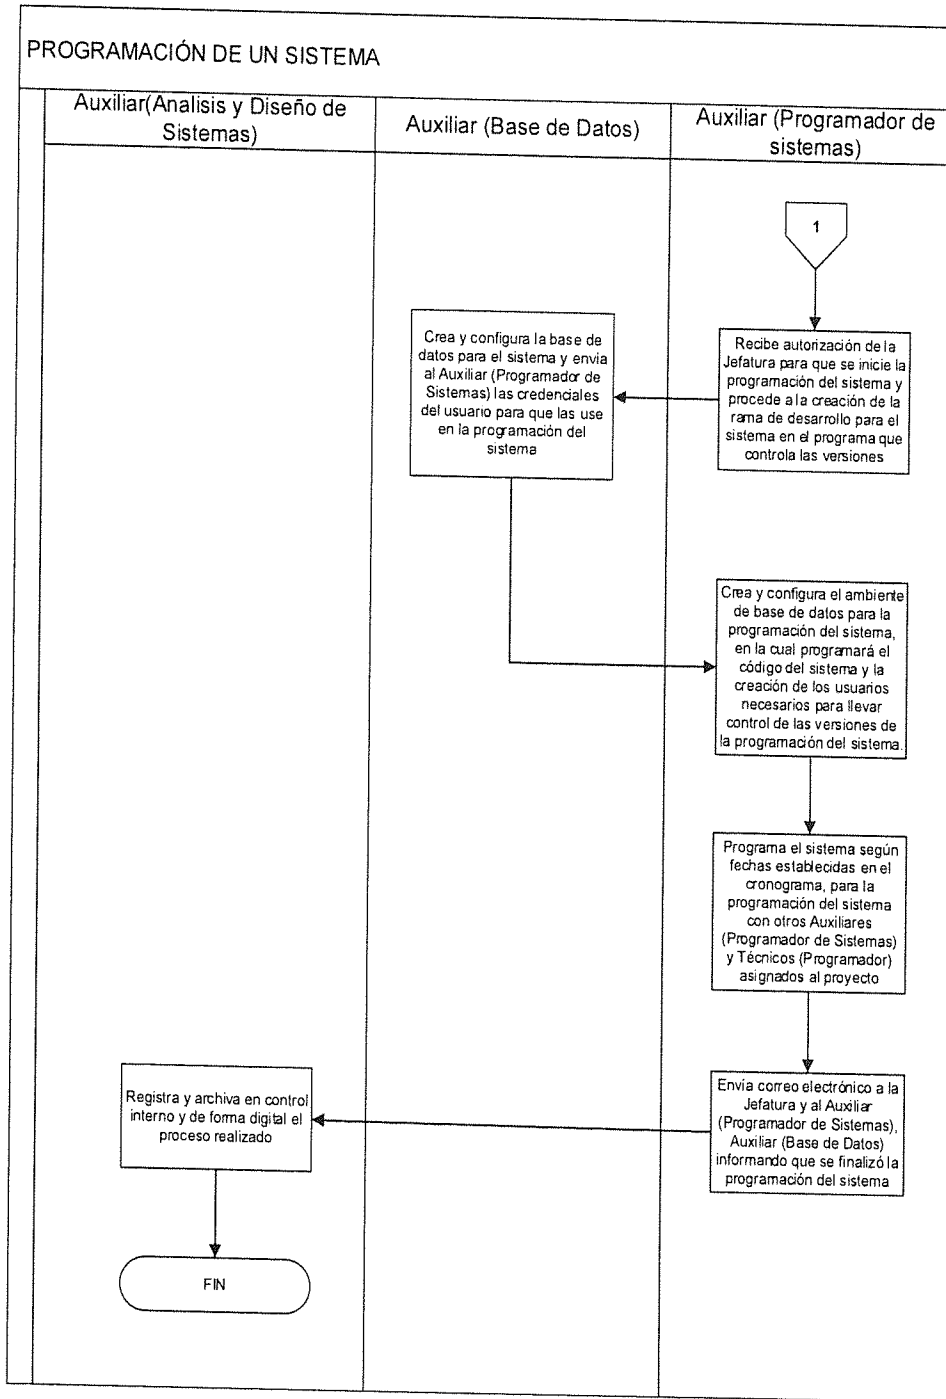 PROGRAMACIÓN DE UN SISTEMA
Auxiliar(Analisis y Diseño de
Sistemas)
Auxiliar (Base de Datos)
Auxiliar (Programador de
sistemas)
1
Recibe autorización de la
Jefatura para que se inicie la
programación del sistema y
procede a la creación de la
rama de desarrollo para el
sistema en el programa que
controla las versiones
Crea y configura la base de
datos para el sistema y envia
al Auxiliar (Programador de
Sistemas) las credenciales
del usuario para que las use
en la programación del
sistema
Crea y configura el ambiente
de base de datos para la
programación del sistema,
en la cual programará el
código del sistema y la
creación de los usuarios
necesarios para llevar
control de las versiones de
la programación del sistema.
Programa el sistema según
fechas establecidas en el
cronograma, para la
programación del sistema
con otros Auxiliares
(Programador de Sistemas)
y Técnicos (Programador)
asignados al proyecto
Envía correo electrónico a la
Jefatura y al Auxiliar
(Programador de Sistemas),
Auxiliar (Base de Datos)
informando que se finalizó la
programación del sistema
Registra y archiva en control
interno y de forma digital el
proceso realizado
FIN